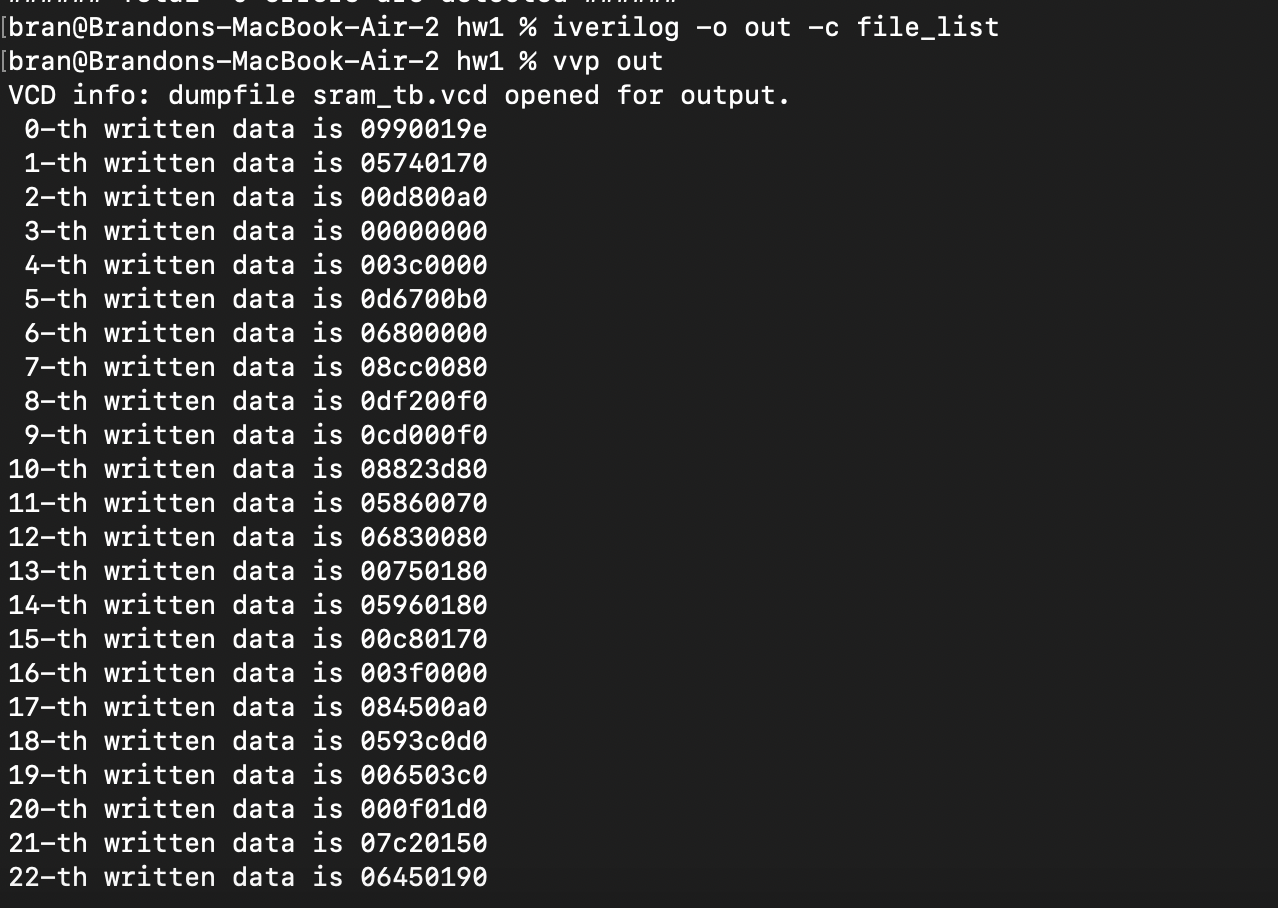 [bran@Brandons-MacBook-Air-2 hw1 % iverilog -o out -c file_list
[bran@Brandons-MacBook-Air-2 hw1 % vvp out
VCD info: dumpfile sram_tb.vcd opened for output.
 0-th written data is 0990019e
 1-th written data is 05740170
 2-th written data is 00d800a0
 3-th written data is 00000000
 4-th written data is 003c0000
 5-th written data is 0d6700b0
 6-th written data is 06800000
 7-th written data is 08cc0080
 8-th written data is 0df200f0
 9-th written data is 0cd000f0
10-th written data is 08823d80
11-th written data is 05860070
12-th written data is 06830080
13-th written data is 00750180
14-th written data is 05960180
15-th written data is 00c80170
16-th written data is 003f0000
17-th written data is 084500a0
18-th written data is 0593c0d0
19-th written data is 006503c0
20-th written data is 000f01d0
21-th written data is 07c20150
22-th written data is 06450190